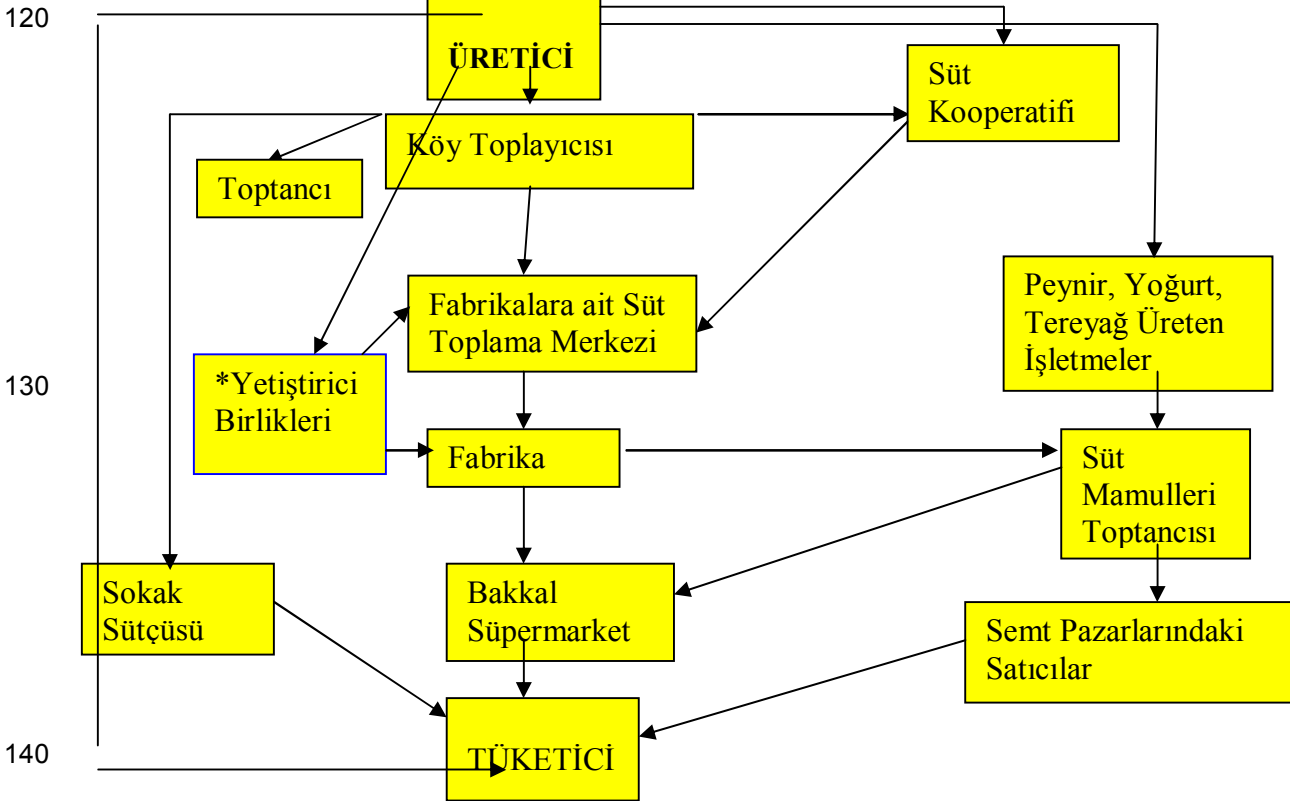 120
ÜRETİCİ
Süt
Kooperatifi
Köy Toplayıcısı
Toptancı
Fabrikalara ait Süt
Toplama Merkezi
Peynir, Yoğurt,
Tereyağ Üreten
İşletmeler
130
*Yetiştirici
Birlikleri
Fabrika
Süt
Mamulleri
Toptancısı
Sokak
Sütçüsü
Bakkal
Süpermarket
Semt Pazarlarındaki
Satıcılar
140
TÜKETİCİ